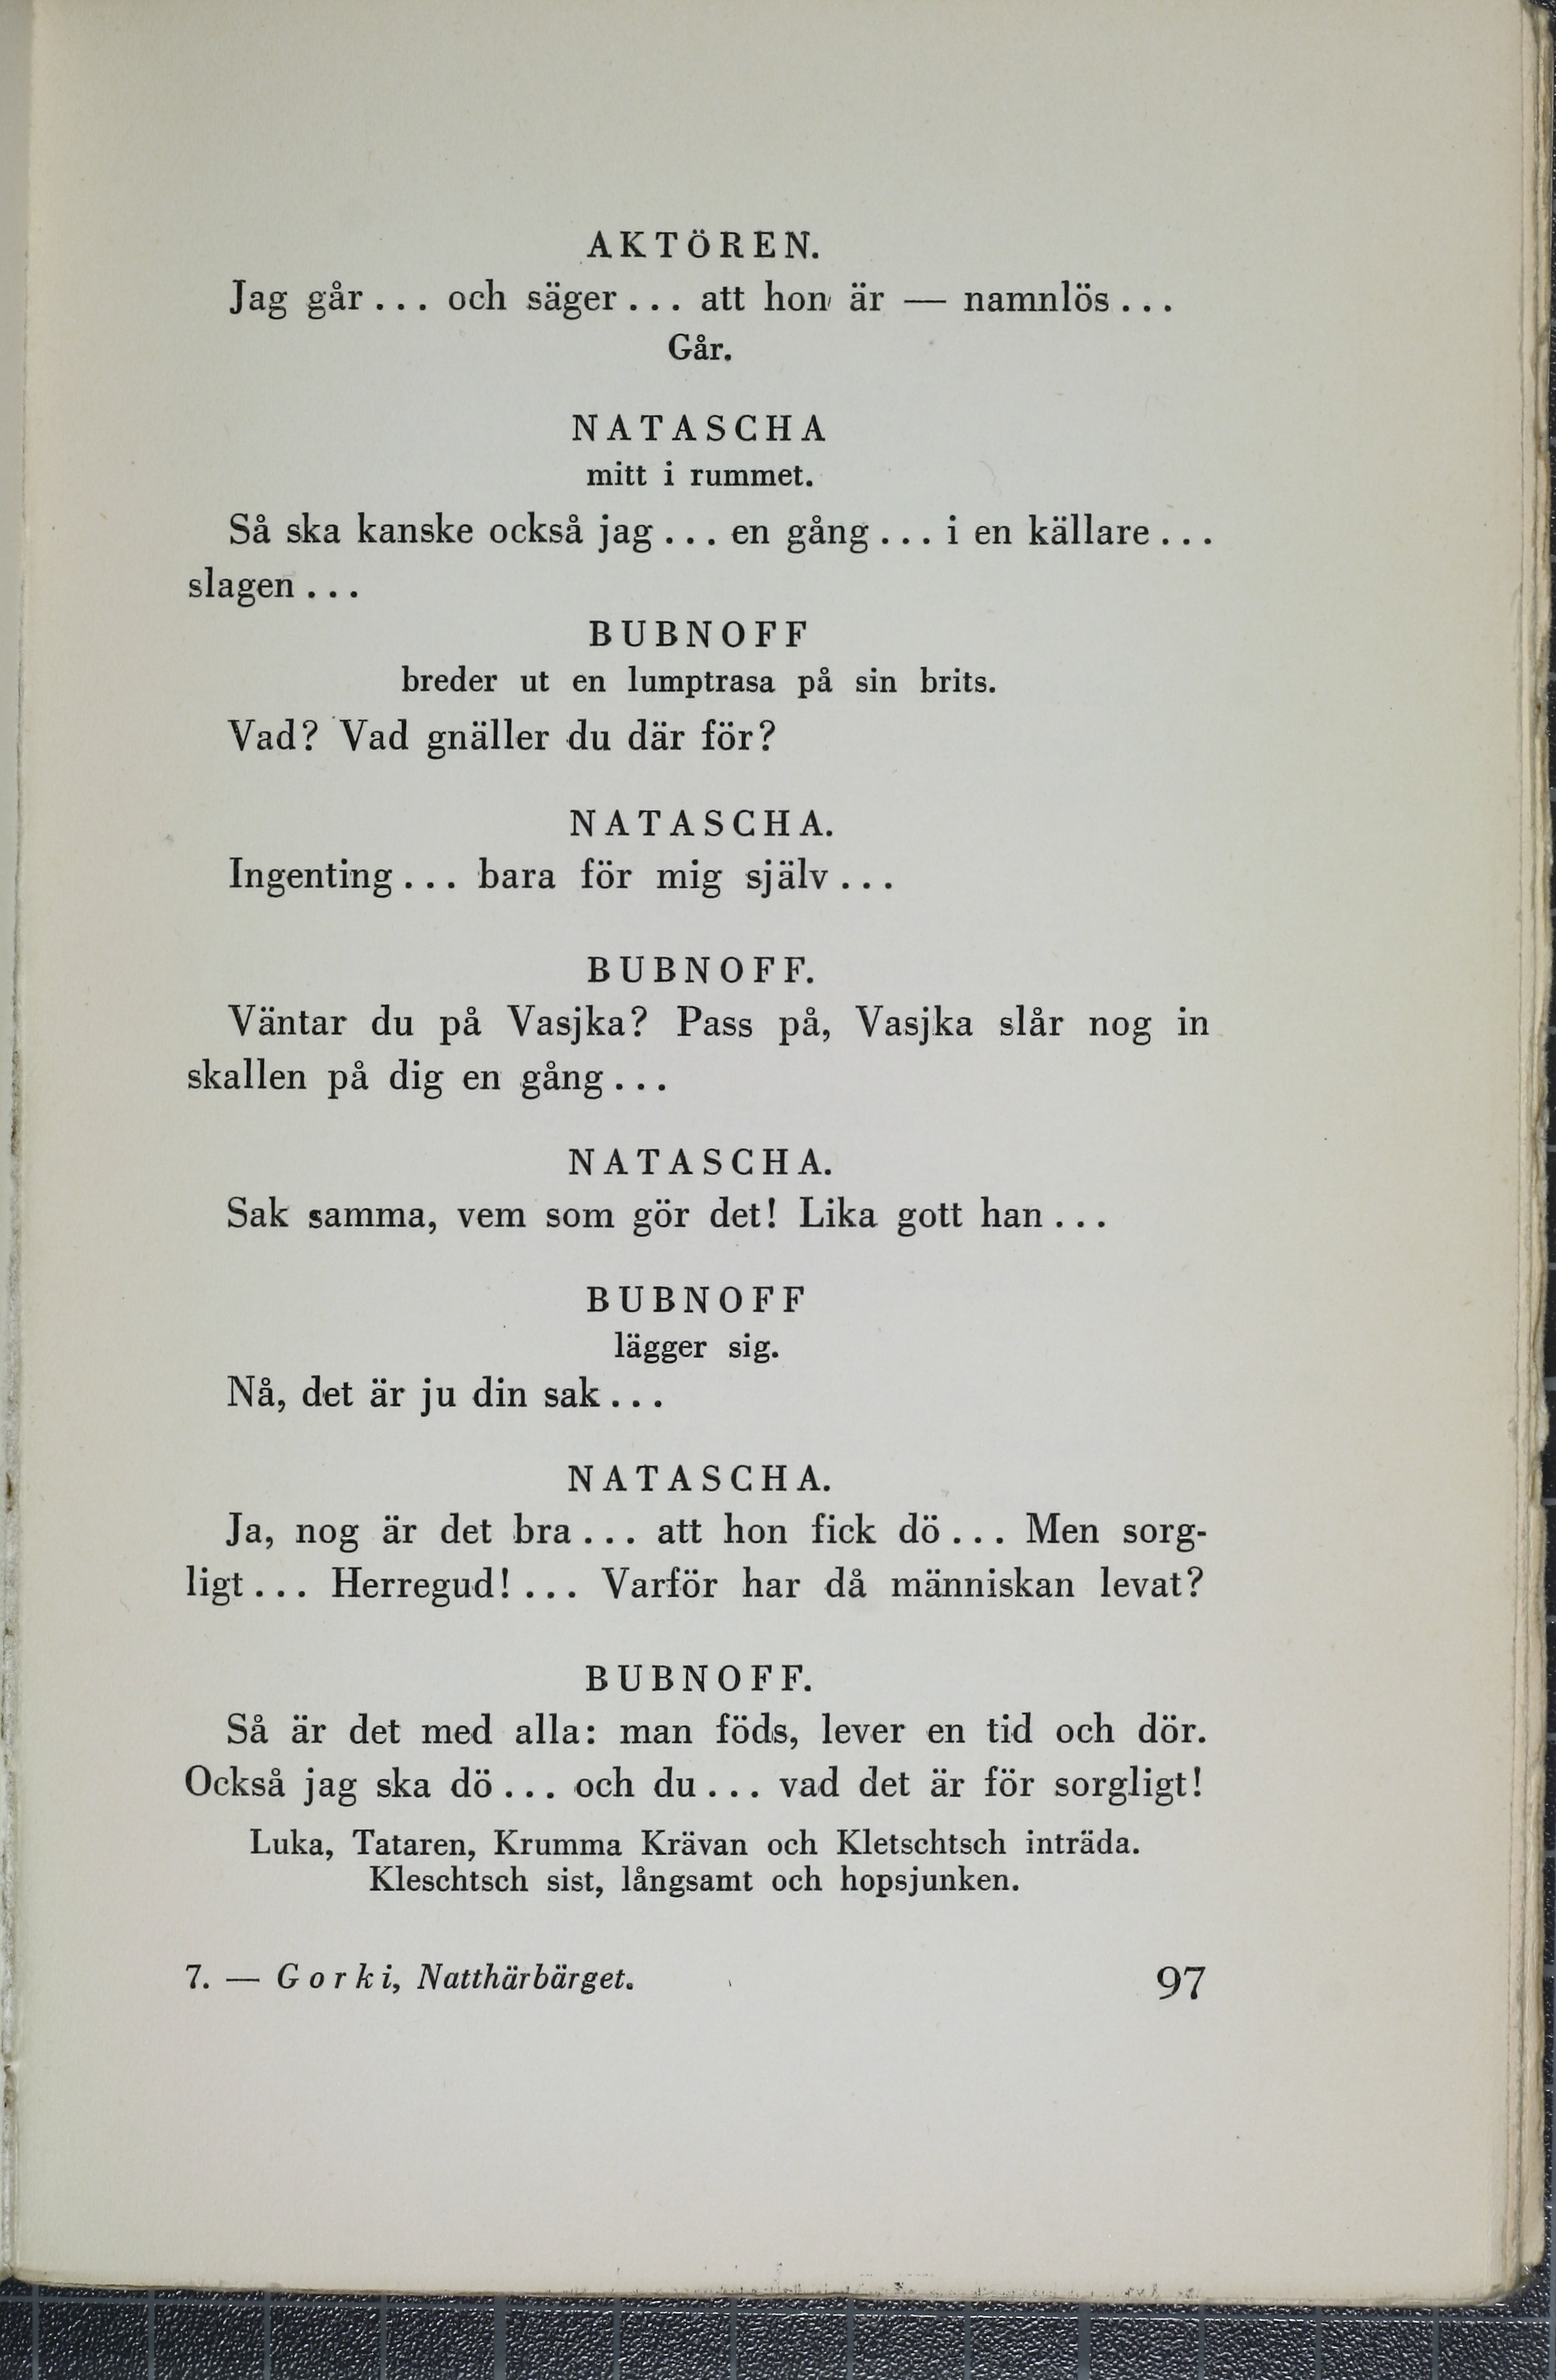 AKTÖREN.
Jag går... och säger... att hon är — namnlös...
Går.
NATASCHA
mitt i rummet.
Så ska kanske också jag... en gång... i en källare...
slagen...
BUBNOFF
breder ut en lumptrasa på sin brits.
Vad? Vad gnäller du där för?
NATASCHA.
Ingenting... bara för mig själv...
BUBNOFF.
Väntar du på Vasjka? Pass på, Vasjka slår nog in
skallen på dig en gång...
NATASCHA.
Sak samma, vem som gör det! Lika gott han...
BUBNOFF
lägger sig.
Nå, det är ju din sak...
NATASCHA.
Ja, nog är det bra... att hon fick dö... Men sorg-
ligt... Herregud!... Varför har då människan levat?
BUBNOFF.
Så är det med alla: man föds, lever en tid och dör.
Också jag ska dö... och du... vad det är för sorgligt!
Luka, Tataren, Krumma Krävan och Kletschtsch inträda.
Kleschtsch sist, långsamt och hopsjunken.
7. — Gorki, Natthärbärget. 97